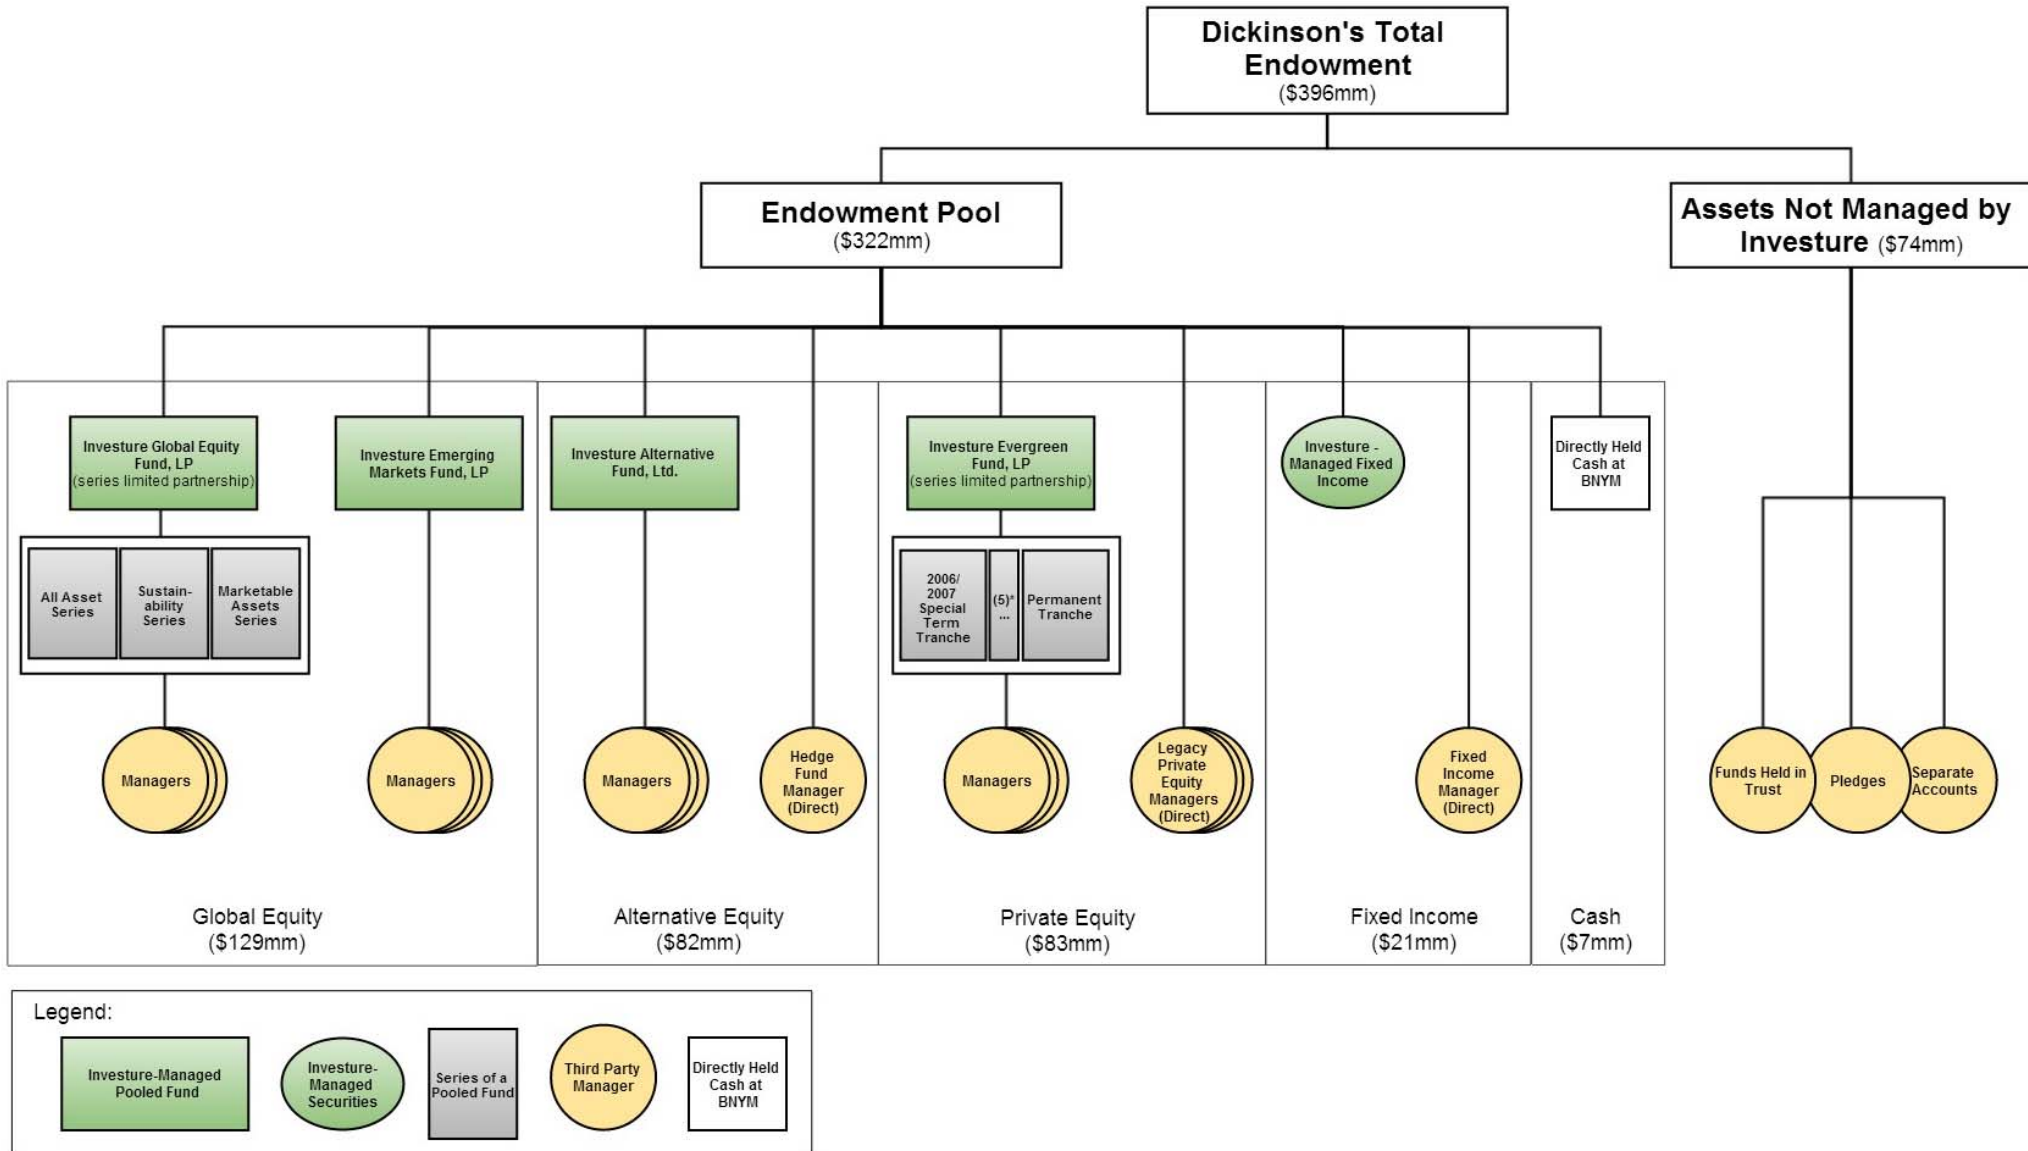 Dickinson's Total
Endowment
($396mm)
Endowment Pool
($322mm)
Assets Not Managed by
Investure ($74mm)
Investure Global Equity
Fund, LP
(series limited partnership)
Investure Emerging
Markets Fund, LP
Investure Alternative
Fund, Ltd.
Investure Evergreen
Fund, LP
(series limited partnership)
Investure -
Managed Fixed
Income
Directly Held
Cash at
BNYM
All Asset
Series
Sustain-
ability
Series
Marketable
Assets
Series
2006/
2007
Special
Term
Tranche
(5)*
...
Permanent
Tranche
Managers
Managers
Managers
Hedge
Fund
Manager
(Direct)
Managers
Legacy
Private
Equity
Managers
(Direct)
Fixed
Income
Manager
(Direct)
Funds Held in
Trust
Pledges
Separate
Accounts
Global Equity
($129mm)
Alternative Equity
($82mm)
Private Equity
($83mm)
Fixed Income
($21mm)
Cash
($7mm)
Legend:
Investure-Managed
Pooled Fund
Investure-
Managed
Securities
Series of a
Pooled Fund
Third Party
Manager
Directly Held
Cash at
BNYM